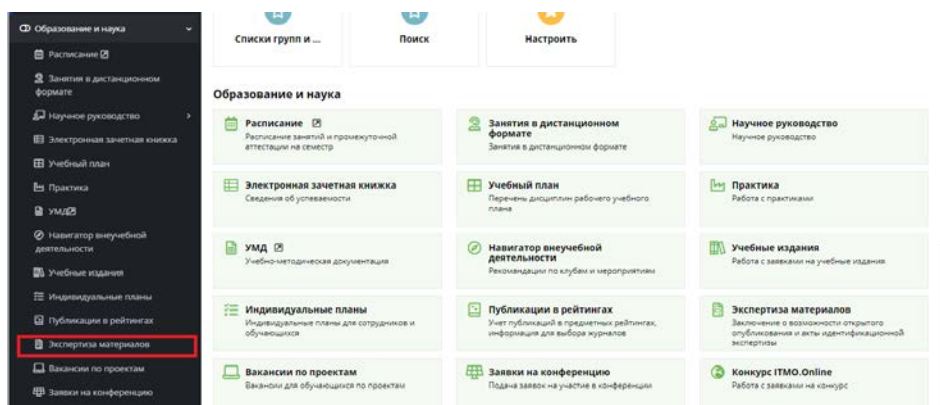 Образование и наука
Расписание
Занятия в дистанционном
формате
Научное руководство
Электронная зачетная книжка
Учебный план
Практика
УМД
Навигатор внеучебной
деятельности
Учебные издания
Индивидуальные планы
Публикации в рейтингах
Экспертиза материалов
Вакансии по проектам
Заявки на конференцию
Списки групп и ...
Поиск
Настроить
Образование и наука
Расписание
Расписание занятий и промежуточной
аттестации на семестр
Занятия в дистанционном
формате
Занятия в дистанционном формате
Научное руководство
Научное руководство
Электронная зачетная книжка
Сведения об успеваемости
Учебный план
Перечень дисциплин рабочего учебного
плана
Практика
Работа с практиками
УМД
Учебно-методическая документация
Навигатор внеучебной
деятельности
Рекомандации по клубам и мероприятиям
Учебные издания
Работа с заявками на учебные издания
Индивидуальные планы
Индивидуальные планы для сотрудников и
обучающихся
Публикации в рейтингах
Учет публикаций в предметных рейтингах,
информация для выбора журналов
Экспертиза материалов
Заключение о возможности открытого
опубликования и акты идентификационной
экспертизы
Вакансии по проектам
Вакансии для обучающихся по проектам
Заявки на конференцию
Подача заявок на участие в конференции
Конкурс ITMO.Online
Работа с заявками на конкурс